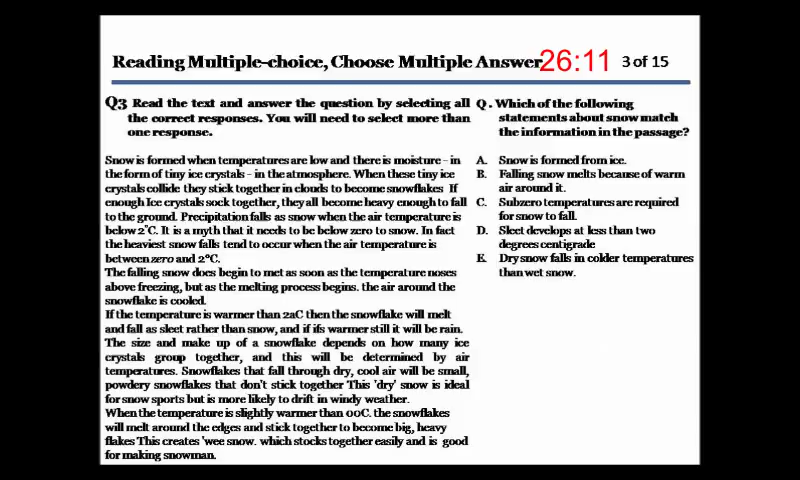 Reading Multiple-choice, Choose Multiple Answer 26:11 3 of 15
Q3 Read the text and answer the question by selecting all
the correct responses. You will need to select more than
one response.
Snow is formed when temperatures are low and there is moisture - in
the form of tiny ice crystals - in the atmosphere. When these tiny ice
crystals collide they stick together in clouds to become snowflakes If
enough Ice crystals sock together, they all become heavy enough to fall
to the ground. Precipitation falls as snow when the air temperature is
below 2°C. It is a myth that it needs to be below zero to snow. In fact
the heaviest snow falls tend to occur when the air temperature is
between zero and 2°C.
The falling snow does begin to met as soon as the temperature noses
above freezing, but as the melting process begins. the air around the
snowflake is cooled.
If the temperature is warmer than 2aC then the snowflake will melt
and fall as sleet rather than snow, and if ifs warmer still it will be rain.
The size and make up of a snowflake depends on how many ice
crystals group together, and this will be determined by air
temperatures. Snowflakes that fall through dry, cool air will be small,
powdery snowflakes that don't stick together This 'dry' snow is ideal
for snow sports but is more likely to drift in windy weather.
When the temperature is slightly warmer than 00C. the snowflakes
will melt around the edges and stick together to become big, heavy
flakes This creates 'wee snow. which stocks together easily and is good
for making snowman.
Q. Which of the following
statements about snow match
the information in the passage?
A. Snow is formed from ice.
B. Falling snow melts because of warm
air around it.
C. Subzero temperatures are required
for snow to fall.
D. Sleet develops at less than two
degrees centigrade
E. Dry snow falls in colder temperatures
than wet snow.